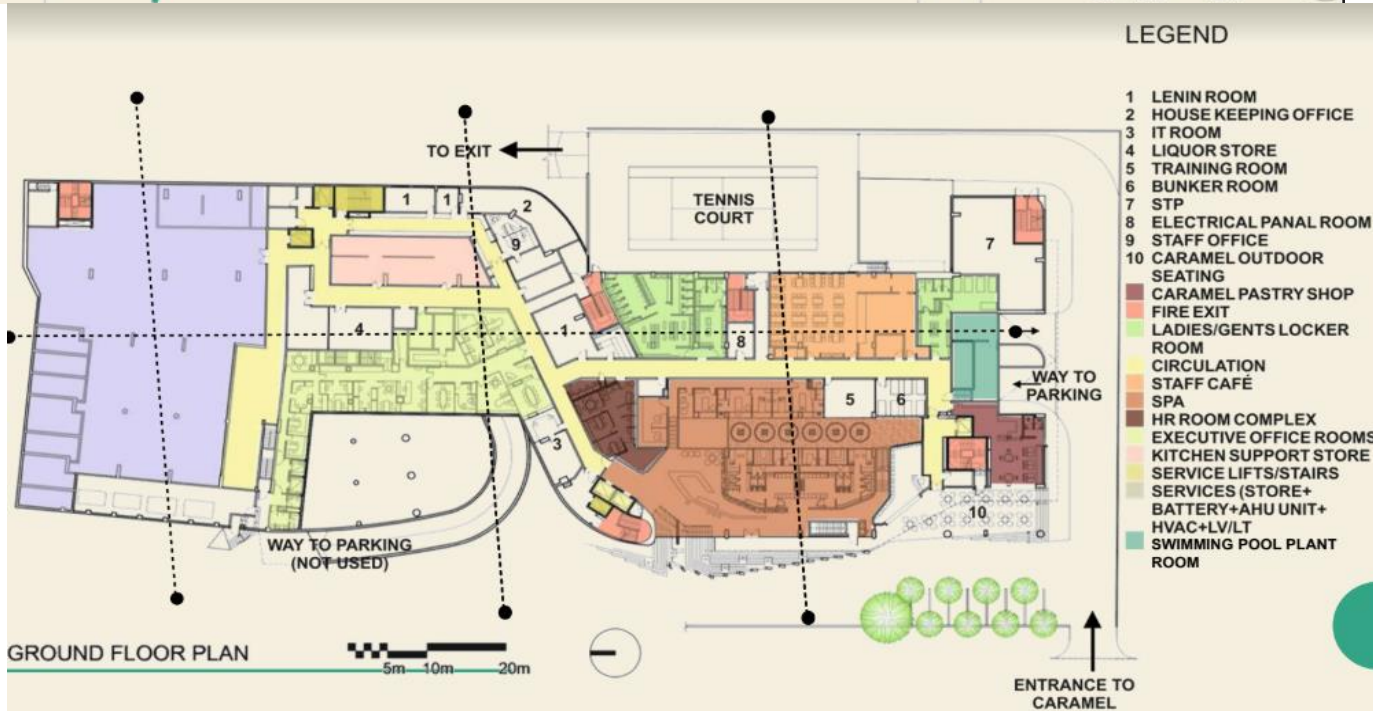 LEGEND
1 LENIN ROOM
2 HOUSE KEEPING OFFICE
3 IT ROOM
4 LIQUOR STORE
5 TRAINING ROOM
6 BUNKER ROOM
7 STP
8 ELECTRICAL PANAL ROOM
9 STAFF OFFICE
10 CARAMEL OUTDOOR
SEATING
CARAMEL PASTRY SHOP
FIRE EXIT
LADIES/GENTS LOCKER
ROOM
CIRCULATION
STAFF CAFÉ
SPA
HR ROOM COMPLEX
EXECUTIVE OFFICE ROOMS
KITCHEN SUPPORT STORE
SERVICE LIFTS/STAIRS
SERVICES (STORE+
BATTERY+AHU UNIT+
HVAC+LV/LT
SWIMMING POOL PLANT
ROOM
TO EXIT
TENNIS
COURT
1
1
2
9
7
4
1
8
WAY TO
PARKING
5
6
3
10
WAY TO PARKING
(NOT USED)
GROUND FLOOR PLAN
5m 10m 20m
ENTRANCE TO
CARAMEL